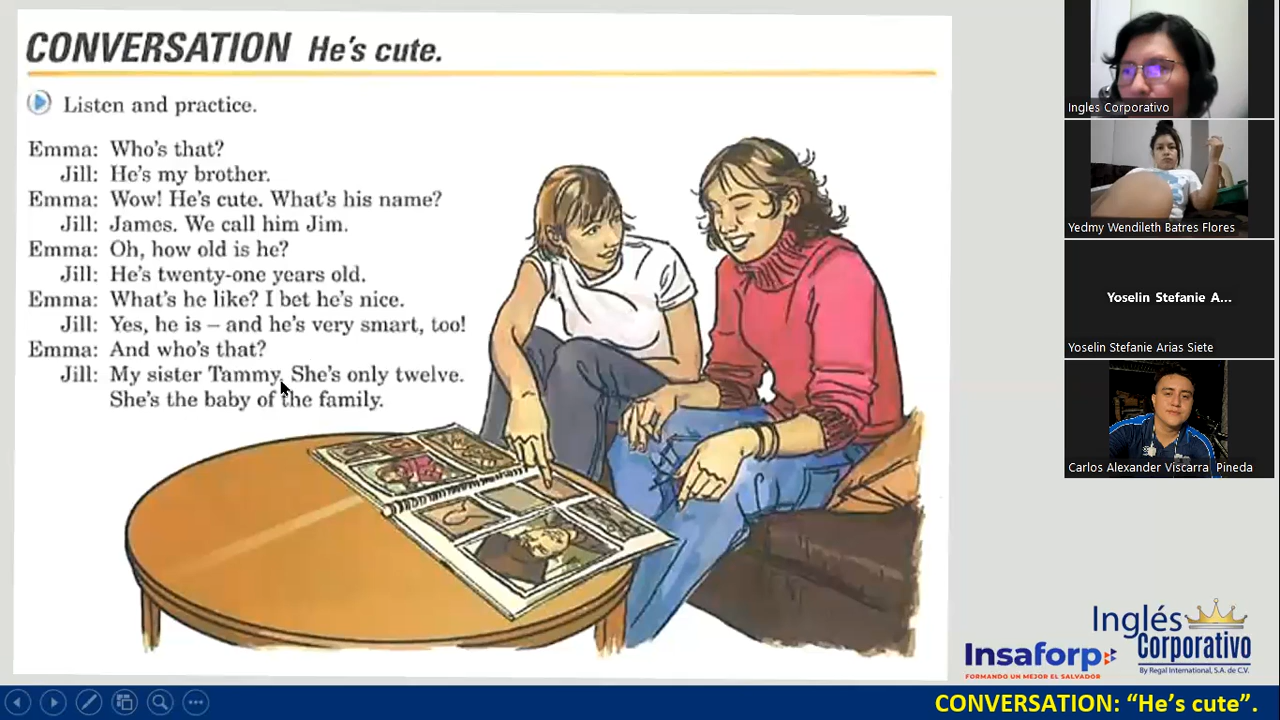 CONVERSATION He's cute.
Listen and practice.
Emma: Who's that?
Jill: He's my brother.
Emma: Wow! He's cute. What's his name?
Jill: James. We call him Jim.
Emma: Oh, how old is he?
Jill: He's twenty-one years old.
Emma: What's he like? I bet he's nice.
Jill: Yes, he is – and he's very smart, too!
Emma: And who's that?
Jill: My sister Tammy. She's only twelve.
She's the baby of the family.
Ingles Corporativo
Yedmy Wendileth Batres Flores
Yoselin Stefanie A...
Yoselin Stefanie Arias Siete
Carlos Alexander Viscarra Pineda
Insaforp
FORMANDO UN MEJOR EL SALVADOR
Inglés
Corporativo
By Regal International, S.A. de C.V.
CONVERSATION: “He’s cute”.